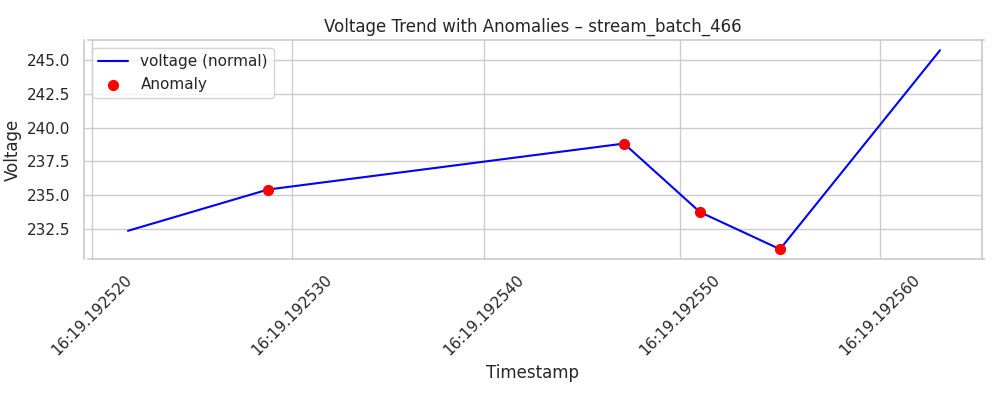 Voltage Trend with Anomalies – stream_batch_466
voltage (normal)
Anomaly
Voltage
245.0
242.5
240.0
237.5
235.0
232.5
16:19.192520
16:19.192530
16:19.192540
16:19.192550
16:19.192560
Timestamp